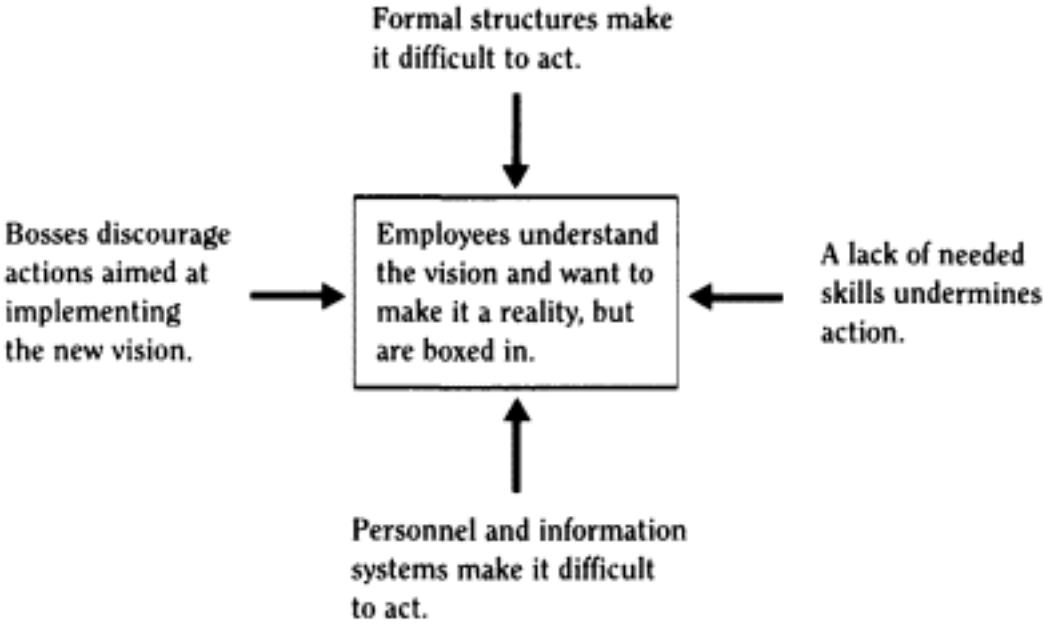 Formal structures make
it difficult to act.
Bosses discourage
actions aimed at
implementing
the new vision.
Employees understand
the vision and want to
make it a reality, but
are boxed in.
A lack of needed
skills undermines
action.
Personnel and information
systems make it difficult
to act.